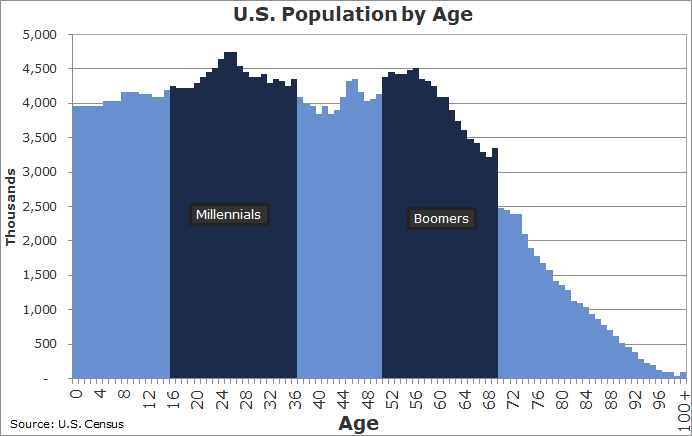 U.S. Population by Age
5,000
4,500
4,000
3,500
3,000
2,500
2,000
1,500
1,000
500
-
Thousands
Millennials
Boomers
0 4 8 12 16 20 24 28 32 36 40 44 48 52 56 60 64 68 72 76 80 84 88 92 96 100+
Age
Source: U.S. Census